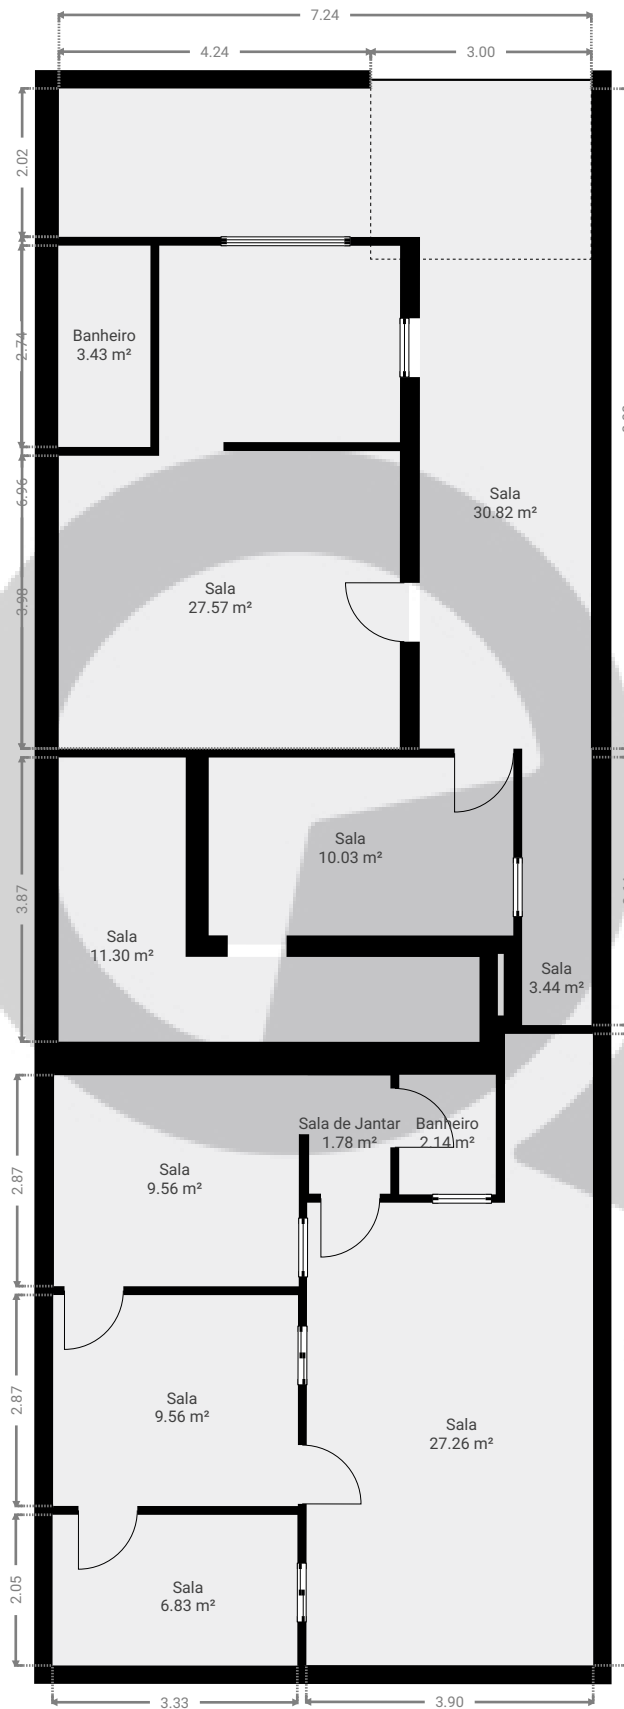 7.24
4.24
3.00
2.02
Banheiro
3.43 m²
2.74
6.96
Sala
30.82 m²
Sala
27.57 m²
3.98
Sala
10.03 m²
3.87
Sala
11.30 m²
Sala
3.44 m²
Sala de Jantar
1.78 m²
Banheiro
2.14 m²
Sala
9.56 m²
2.87
Sala
9.56 m²
2.87
Sala
27.26 m²
Sala
6.83 m²
2.05
3.33
3.90